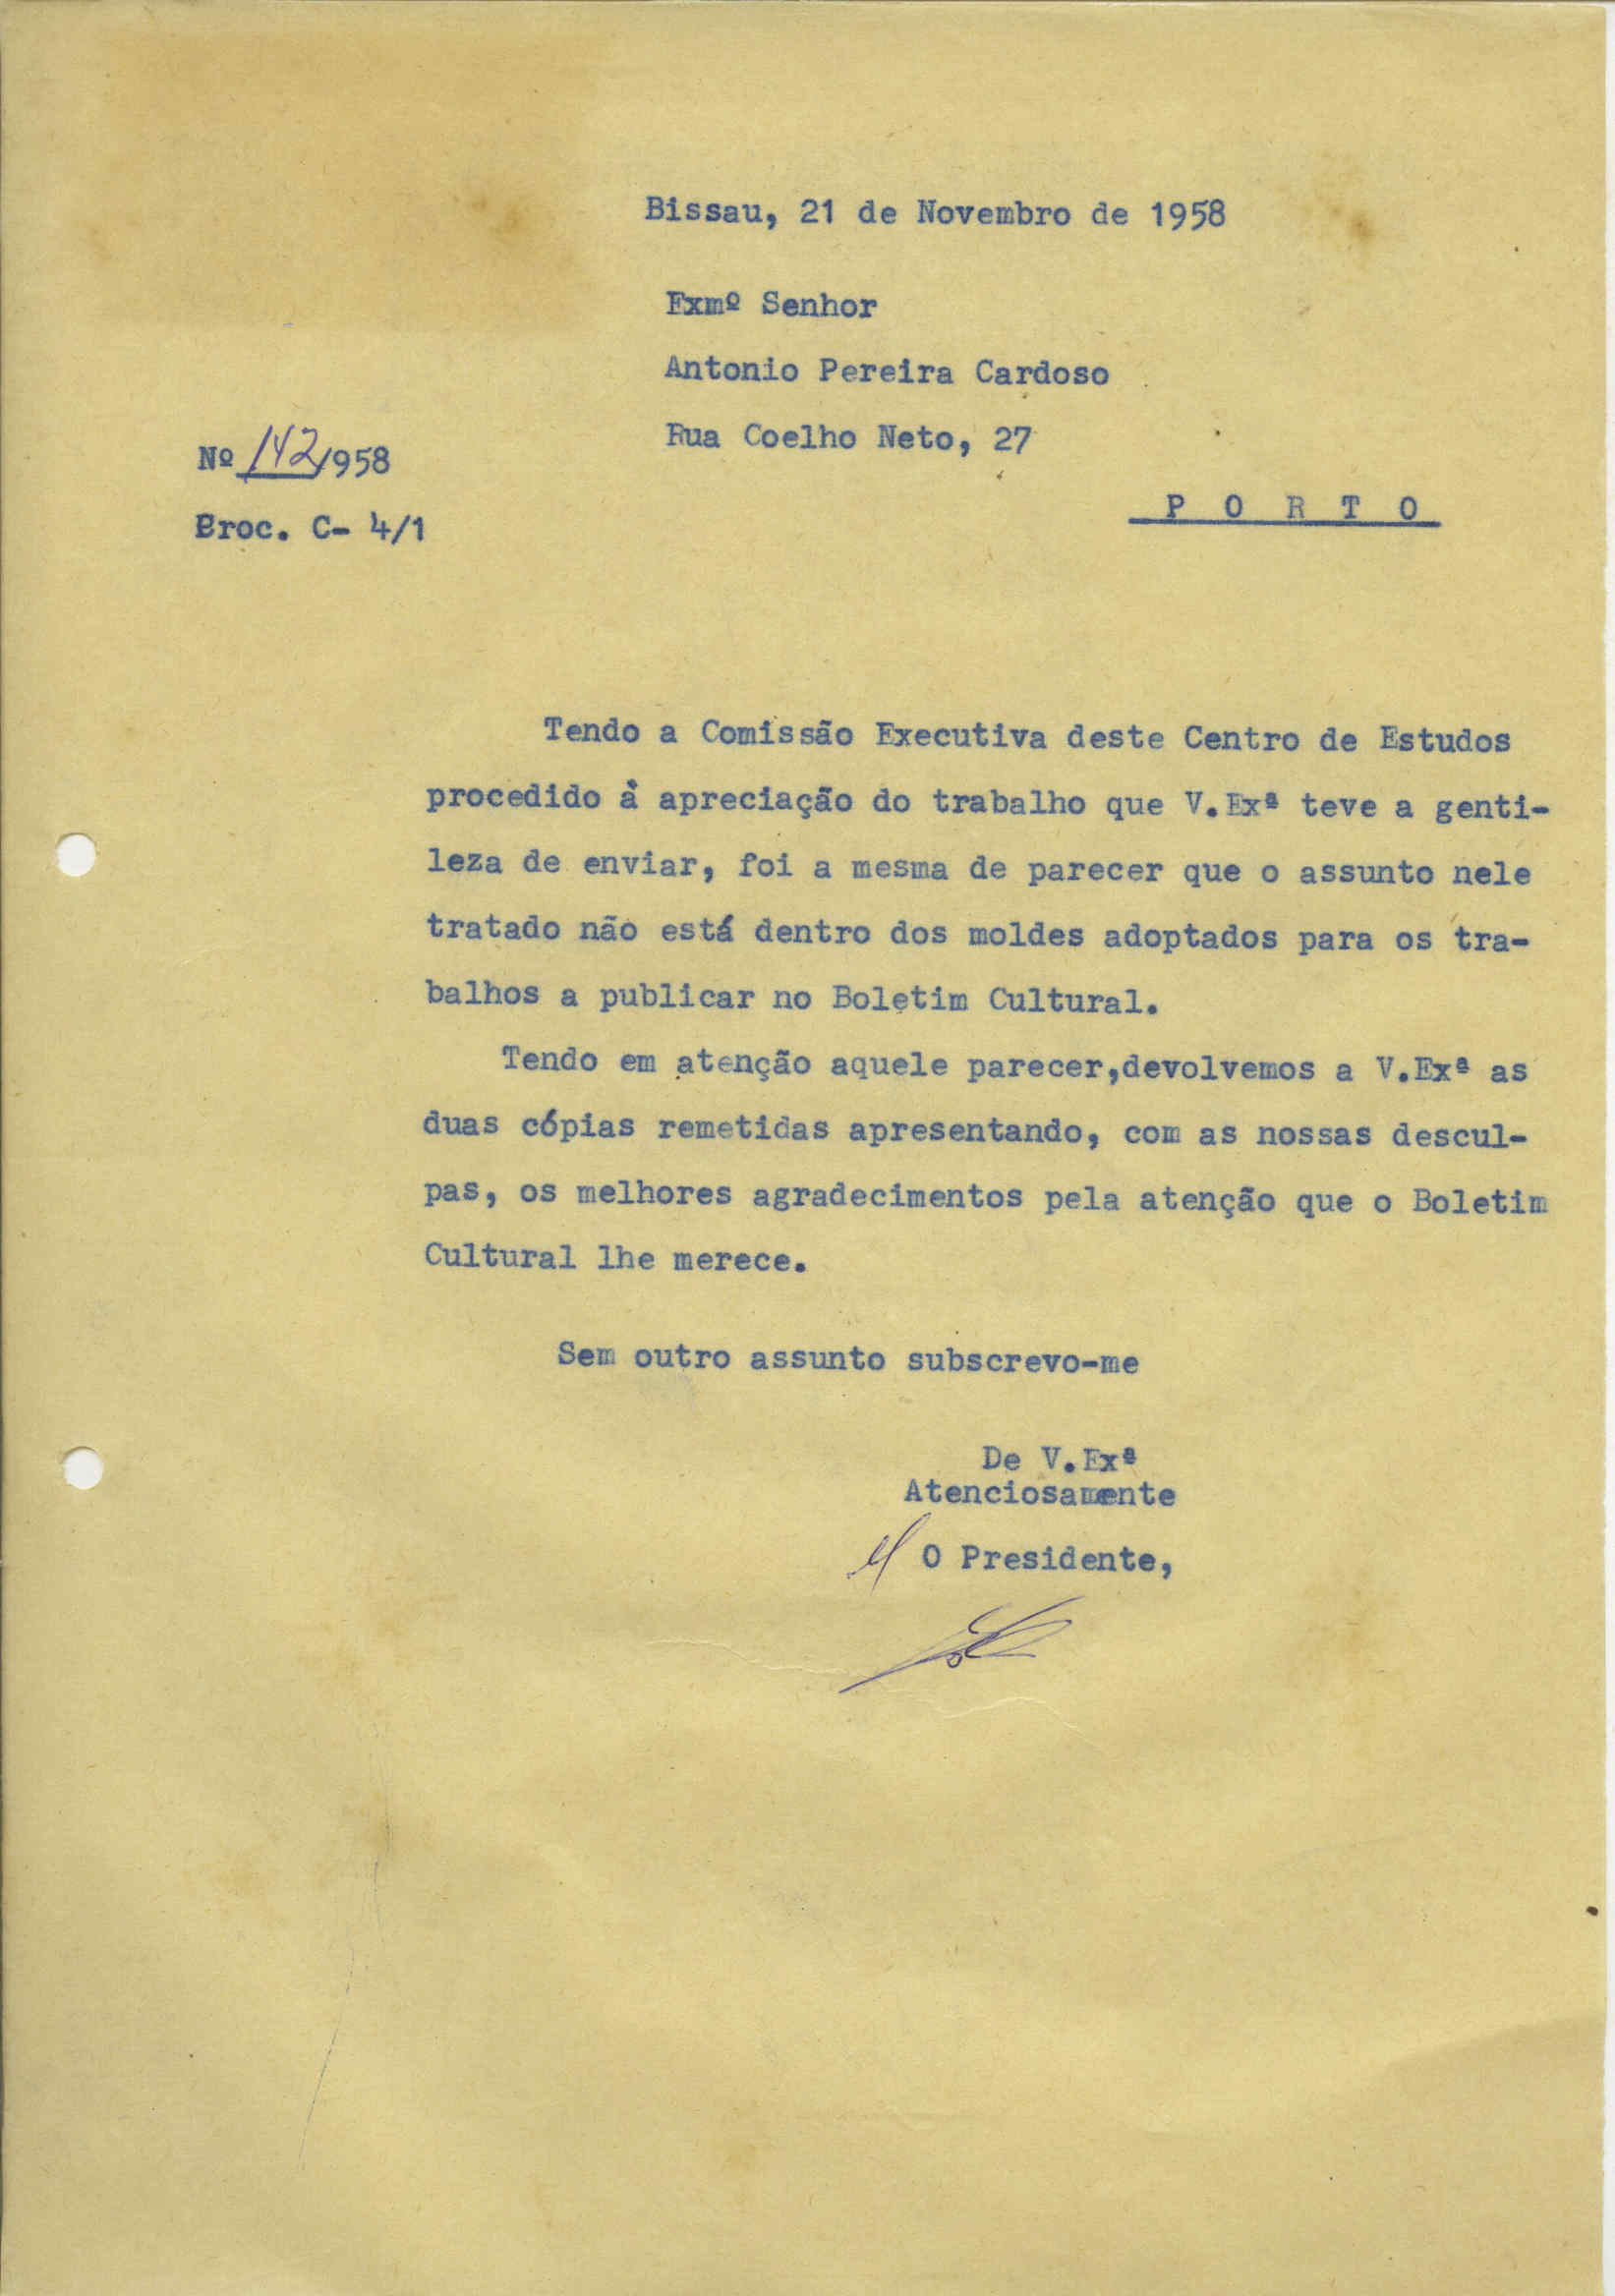 Bissau, 21 de Novembro de 1958
Exmº Senhor
Antonio Pereira Cardoso
Rua Coelho Neto, 27
Nº 142/958
P O R T O
Proc. C- 4/1
Tendo a Comissão Executiva deste Centro de Estudos
procedido à apreciação do trabalho que V.Exª teve a genti-
leza de enviar, foi a mesma de parecer que o assunto nele
tratado não está dentro dos moldes adoptados para os tra-
balhos a publicar no Boletim Cultural.
Tendo em atenção aquele parecer,devolvemos a V.Exª as
duas cópias remetidas apresentando, com as nossas descul-
pas, os melhores agradecimentos pela atenção que o Boletim
Cultural lhe merece.
Sem outro assunto subscrevo-me
De V.Exª
Atenciosamente
O Presidente,